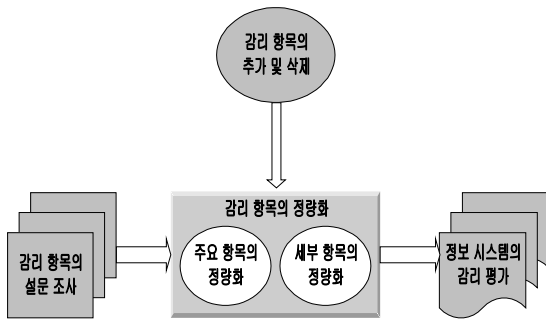 감리 항목의
추가 및 삭제
감리 항목의 정량화
감리 항목의
설문 조사
주요 항목의
정량화
세부 항목의
정량화
정보 시스템의
감리 평가